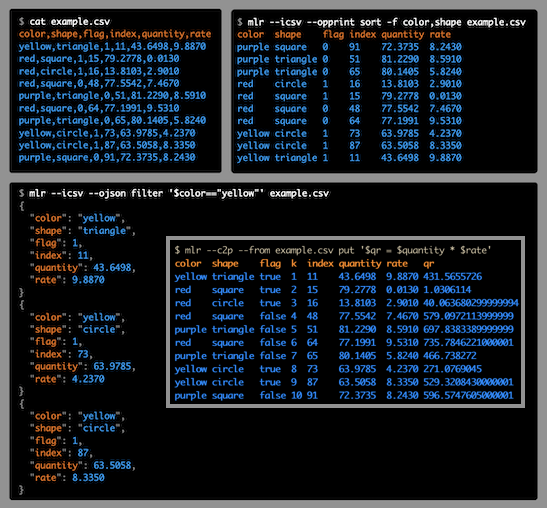 $ cat example.csv
color,shape,flag,index,quantity,rate
yellow,triangle,1,11,43.6498,9.8870
red,square,1,15,79.2778,0.0130
red,circle,1,16,13.8103,2.9010
red,square,0,48,77.5542,7.4670
purple,triangle,0,51,81.2290,8.5910
red,square,0,64,77.1991,9.5310
purple,triangle,0,65,80.1405,5.8240
yellow,circle,1,73,63.9785,4.2370
yellow,circle,1,87,63.5058,8.3350
purple,square,0,91,72.3735,8.2430
$ mlr --icsv --opprint sort -f color,shape example.csv
color  shape    flag index quantity rate
purple square   0    91    72.3735  8.2430
purple triangle 0    51    81.2290  8.5910
purple triangle 0    65    80.1405  5.8240
red    circle   1    16    13.8103  2.9010
red    square   1    15    79.2778  0.0130
red    square   0    48    77.5542  7.4670
red    square   0    64    77.1991  9.5310
yellow circle   1    73    63.9785  4.2370
yellow circle   1    87    63.5058  8.3350
yellow triangle 1    11    43.6498  9.8870
$ mlr --icsv --ojson filter '$color=="yellow"' example.csv
{
  "color": "yellow",
  "shape": "triangle",
  "flag": 1,
  "index": 11,
  "quantity": 43.6498,
  "rate": 9.8870
}
{
  "color": "yellow",
  "shape": "circle",
  "flag": 1,
  "index": 73,
  "quantity": 63.9785,
  "rate": 4.2370
}
{
  "color": "yellow",
  "shape": "circle",
  "flag": 1,
  "index": 87,
  "quantity": 63.5058,
  "rate": 8.3350
}
$ mlr --c2p --from example.csv put '$qr = $quantity * $rate'
color  shape    flag  k  index quantity rate   qr
yellow triangle true  1  11    43.6498  9.8870 431.5655726
red    square   true  2  15    79.2778  0.0130 1.0306114
red    circle   true  3  16    13.8103  2.9010 40.063680299999994
red    square   false 4  48    77.5542  7.4670 579.0972113999999
purple triangle false 5  51    81.2290  8.5910 697.8383389999999
red    square   false 6  64    77.1991  9.5310 735.7846221000001
purple triangle false 7  65    80.1405  5.8240 466.738272
yellow circle   true  8  73    63.9785  4.2370 271.0769045
yellow circle   true  9  87    63.5058  8.3350 529.3208430000001
purple square   false 10 91    72.3735  8.2430 596.5747605000001